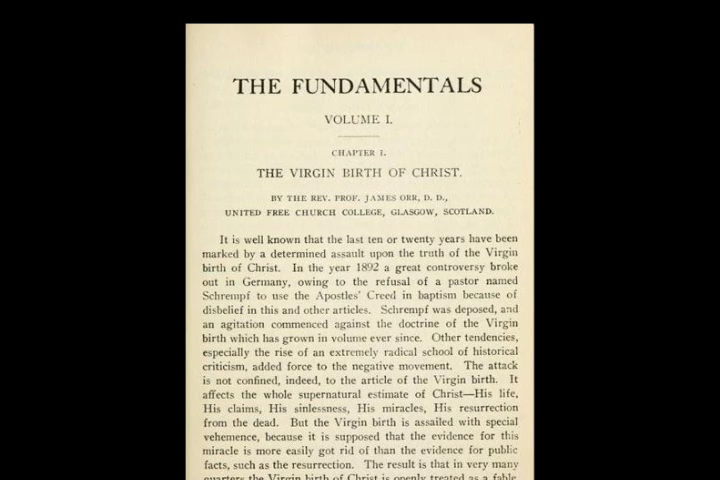 THE FUNDAMENTALS
VOLUME I.
CHAPTER I.
THE VIRGIN BIRTH OF CHRIST.
BY THE REV. PROF. JAMES ORR, D. D.,
UNITED FREE CHURCH COLLEGE, GLASGOW, SCOTLAND.
It is well known that the last ten or twenty years have been
marked by a determined assault upon the truth of the Virgin
birth of Christ. In the year 1892 a great controversy broke
out in Germany, owing to the refusal of a pastor named
Schrempf to use the Apostles' Creed in baptism because of
disbelief in this and other articles. Schrempf was deposed, and
an agitation commenced against the doctrine of the Virgin
birth which has grown in volume ever since. Other tendencies,
especially the rise of an extremely radical school of historical
criticism, added force to the negative movement. The attack
is not confined, indeed, to the article of the Virgin birth. It
affects the whole supernatural estimate of Christ—His life,
His claims, His sinlessness, His miracles, His resurrection
from the dead. But the Virgin birth is assailed with special
vehemence, because it is supposed that the evidence for this
miracle is more easily got rid of than the evidence for public
facts, such as the resurrection. The result is that in very many
quarters the Virgin birth of Christ is openly treated as a fable.